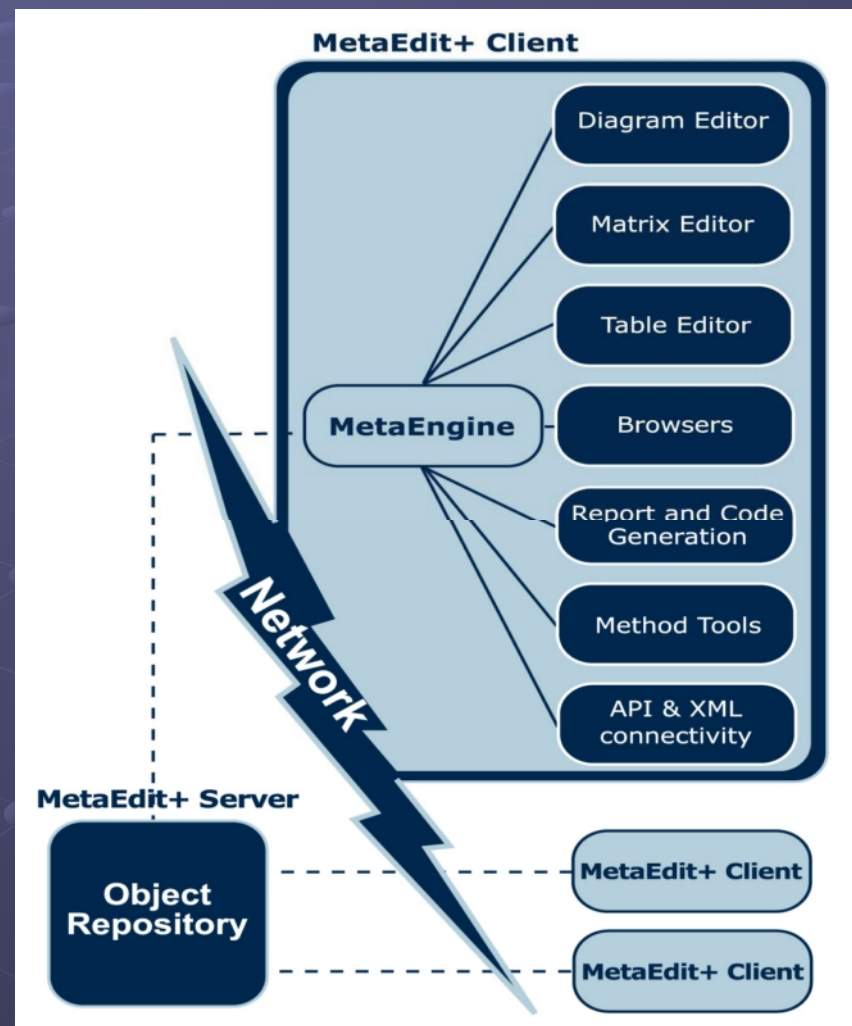 MetaEdit+ Client
Diagram Editor
Matrix Editor
Table Editor
MetaEngine
Browsers
Report and Code
Generation
Network
Method Tools
API & XML
connectivity
MetaEdit+ Server
Object
Repository
MetaEdit+ Client
MetaEdit+ Client